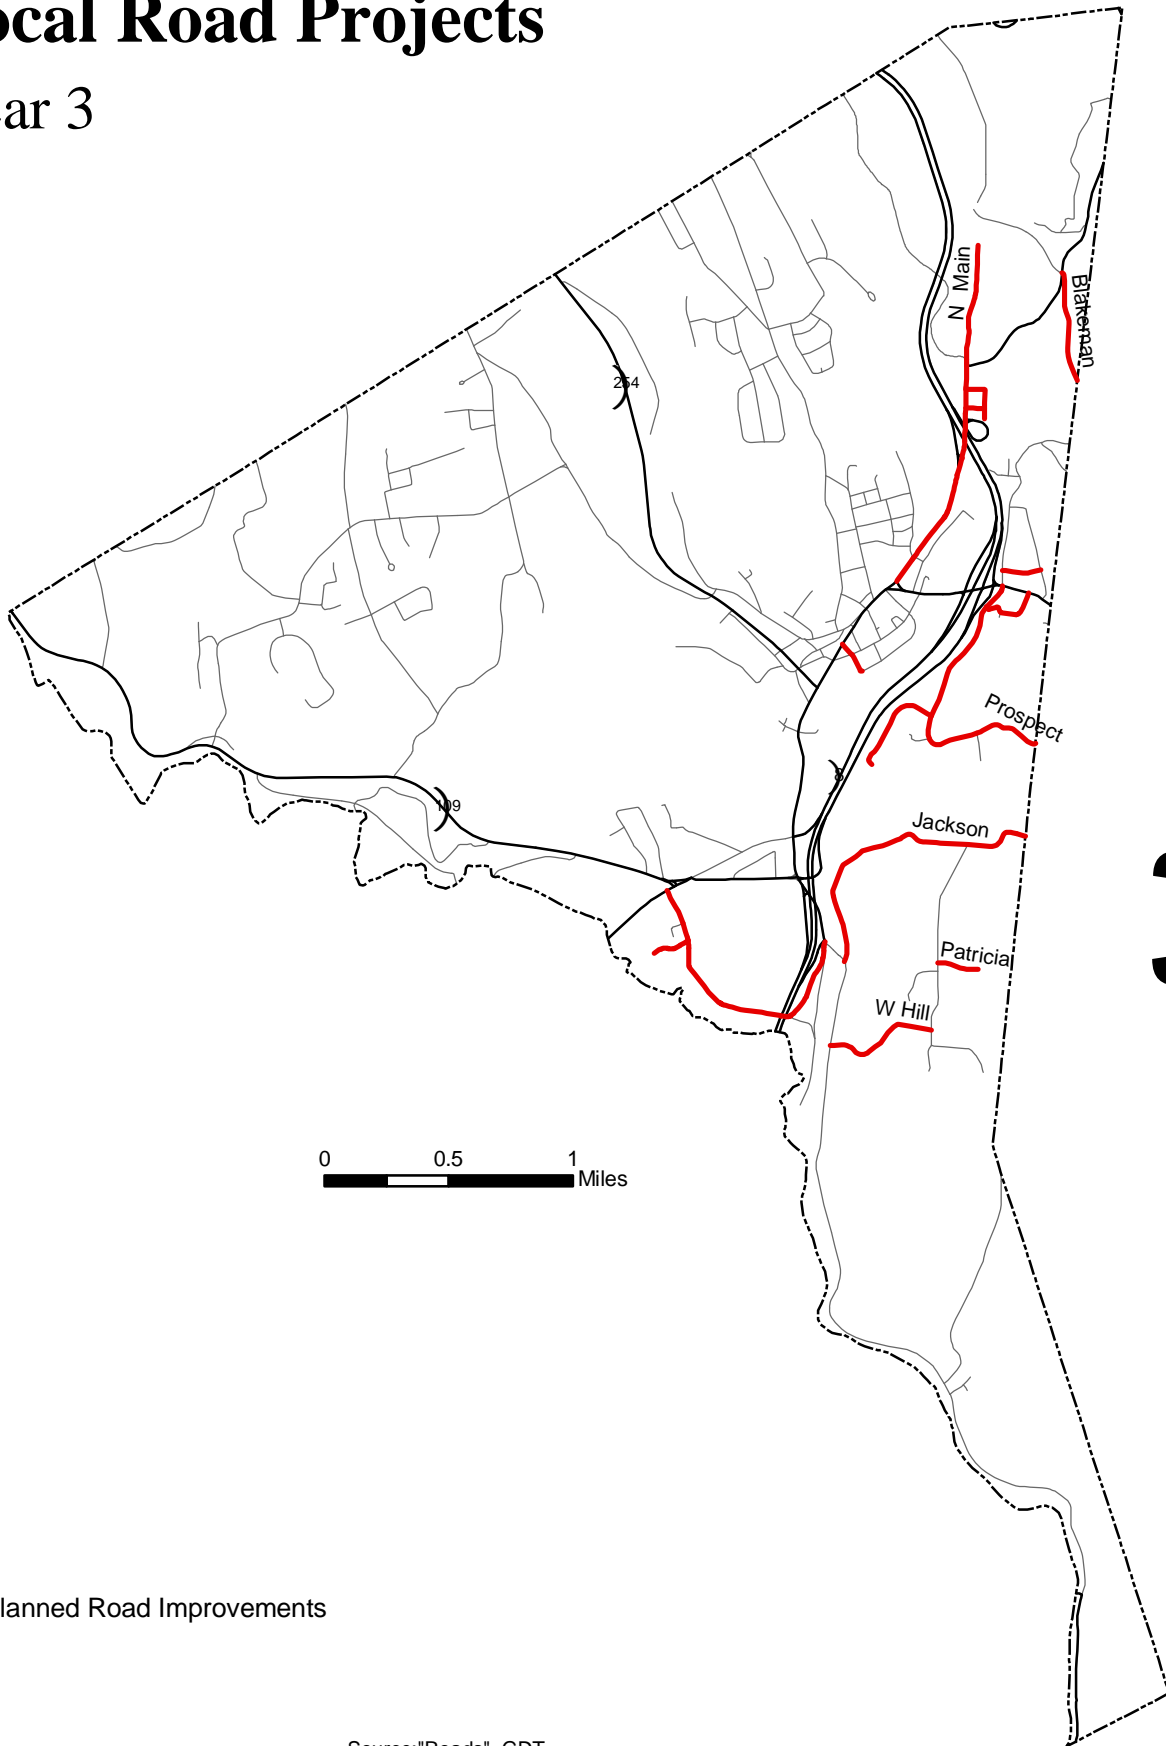 ocal Road Projects
ar 3
N Main
Blakeman
254
Prospect
8
109
Jackson
Patricia
W Hill
0 0.5 1
Miles
lanned Road Improvements